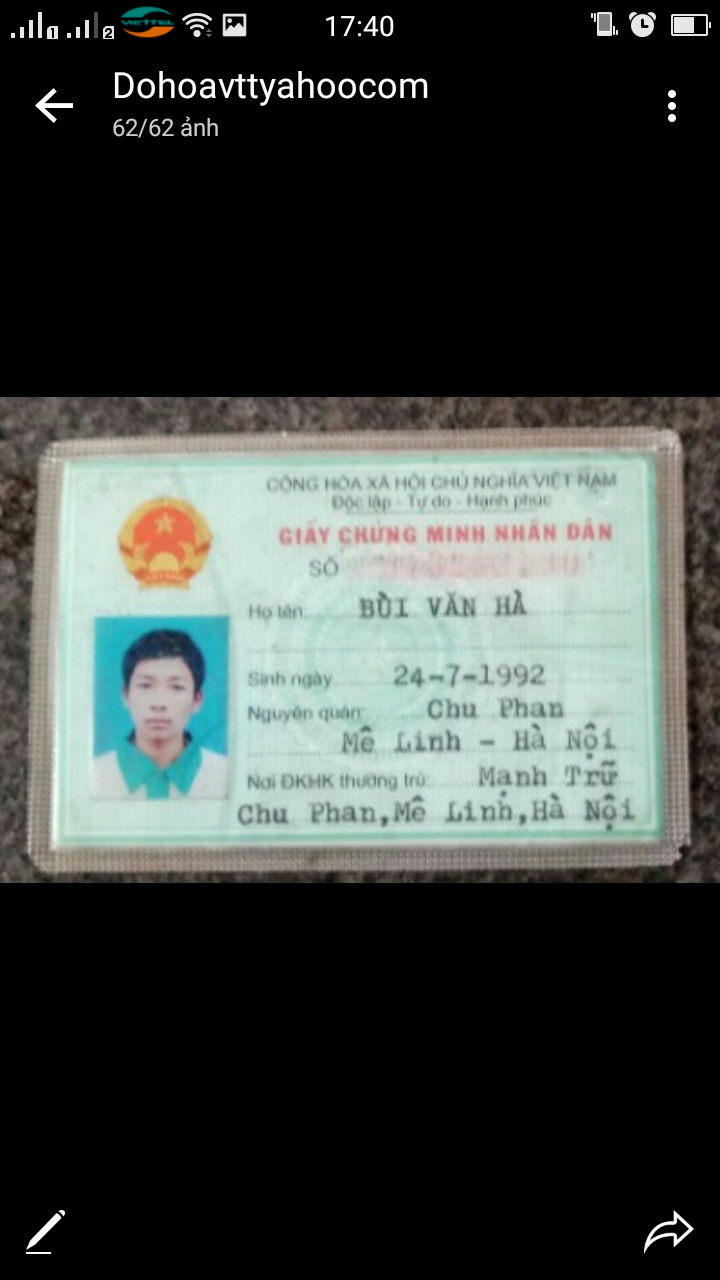 VIETTEL 17:40
Dohoavttyahoocom
62/62 ảnh
CỘNG HÒA XÃ HỘI CHỦ NGHĨA VIỆT NAM
Độc lập - Tự do - Hạnh phúc
GIẤY CHỨNG MINH NHÂN DÂN
SỐ
Họ tên: BÙI VĂN HÀ
Sinh ngày 24-7-1992
Nguyên quán: Chu Phan
Mê Linh - Hà Nội
Nơi ĐKHK thường trú: Mạnh Trữ
Chu Phan,Mê Linh,Hà Nội